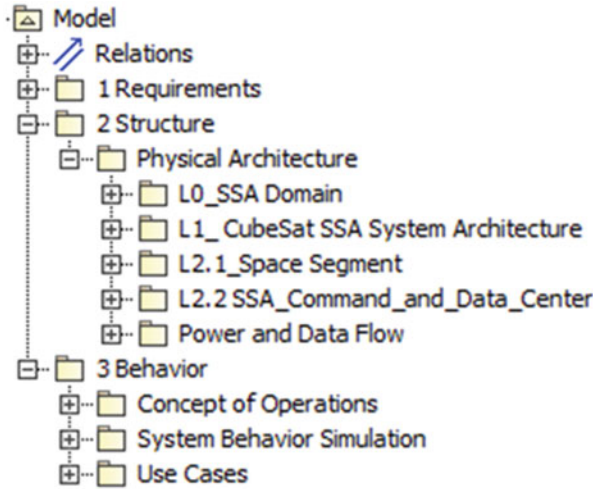 Model
Relations
1 Requirements
2 Structure
Physical Architecture
L0_SSA Domain
L1_ CubeSat SSA System Architecture
L2.1_Space Segment
L2.2 SSA_Command_and_Data_Center
Power and Data Flow
3 Behavior
Concept of Operations
System Behavior Simulation
Use Cases